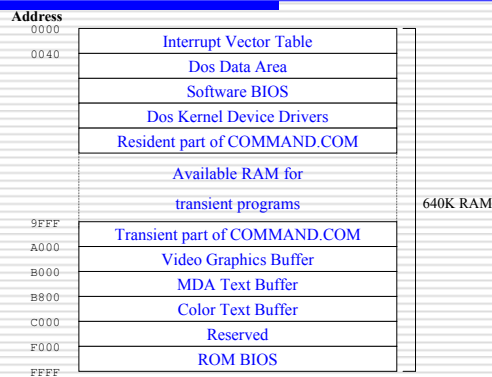 Address
0000
Interrupt Vector Table
0040
Dos Data Area
Software BIOS
Dos Kernel Device Drivers
Resident part of COMMAND.COM
Available RAM for
transient programs
640K RAM
9FFF
Transient part of COMMAND.COM
A000
Video Graphics Buffer
B000
MDA Text Buffer
B800
Color Text Buffer
C000
Reserved
F000
ROM BIOS
FFFF